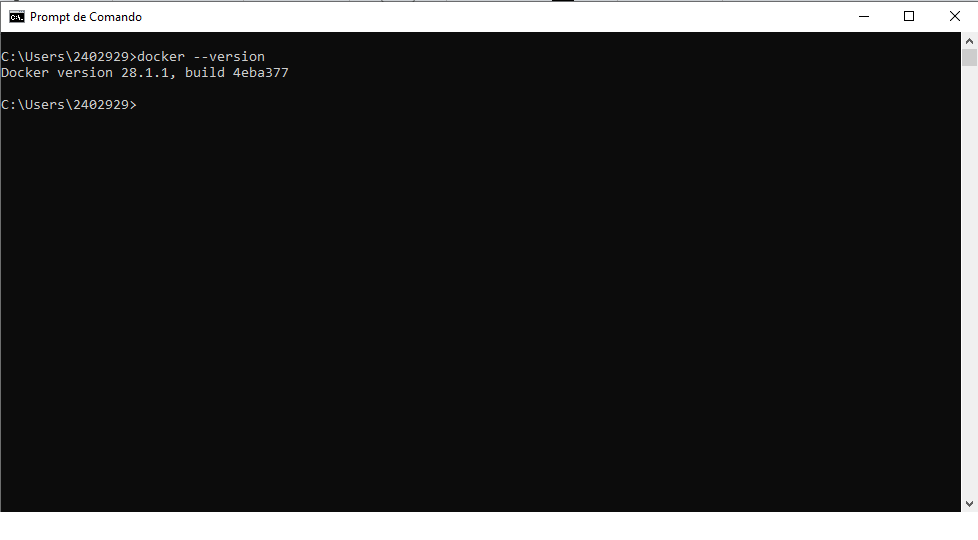 Prompt de Comando
C:\Users\2402929>docker --version
Docker version 28.1.1, build 4eba377
C:\Users\2402929>